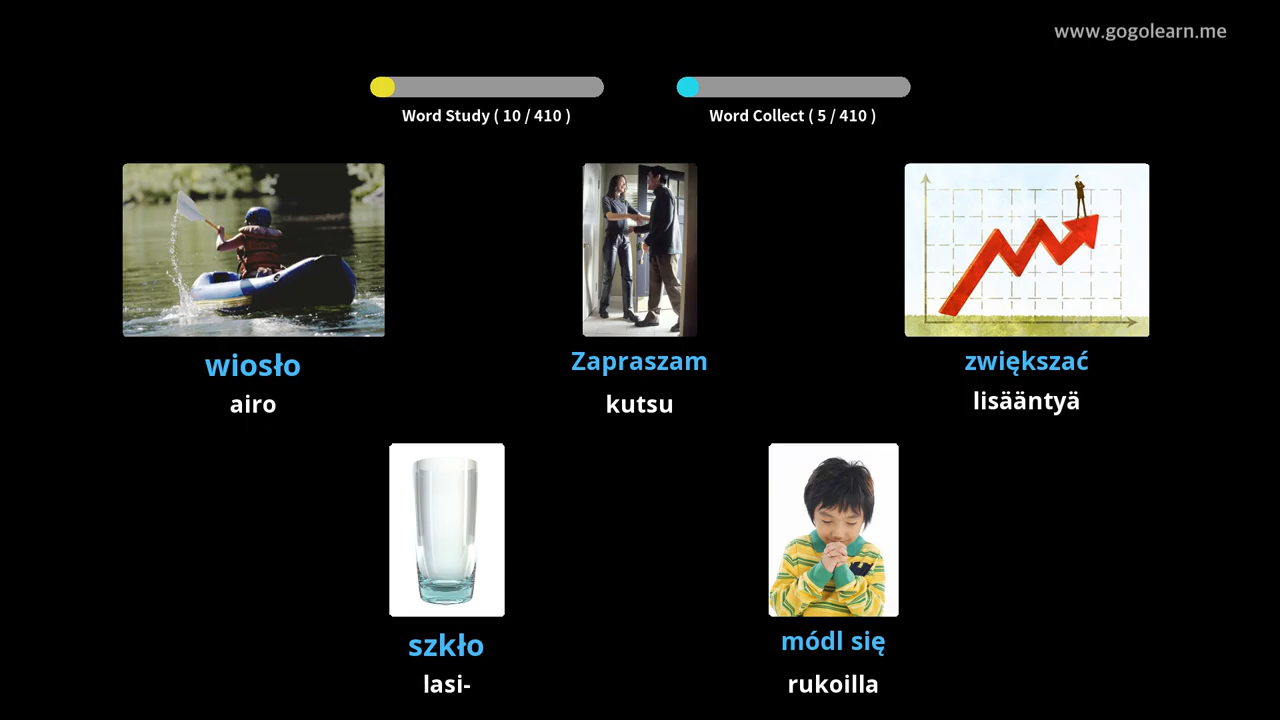 www.gogolearn.me
Word Study ( 10 / 410 )
Word Collect ( 5 / 410 )
wiosło
airo
Zapraszam
kutsu
zwiększać
lisääntyä
szkło
lasi-
módl się
rukoilla